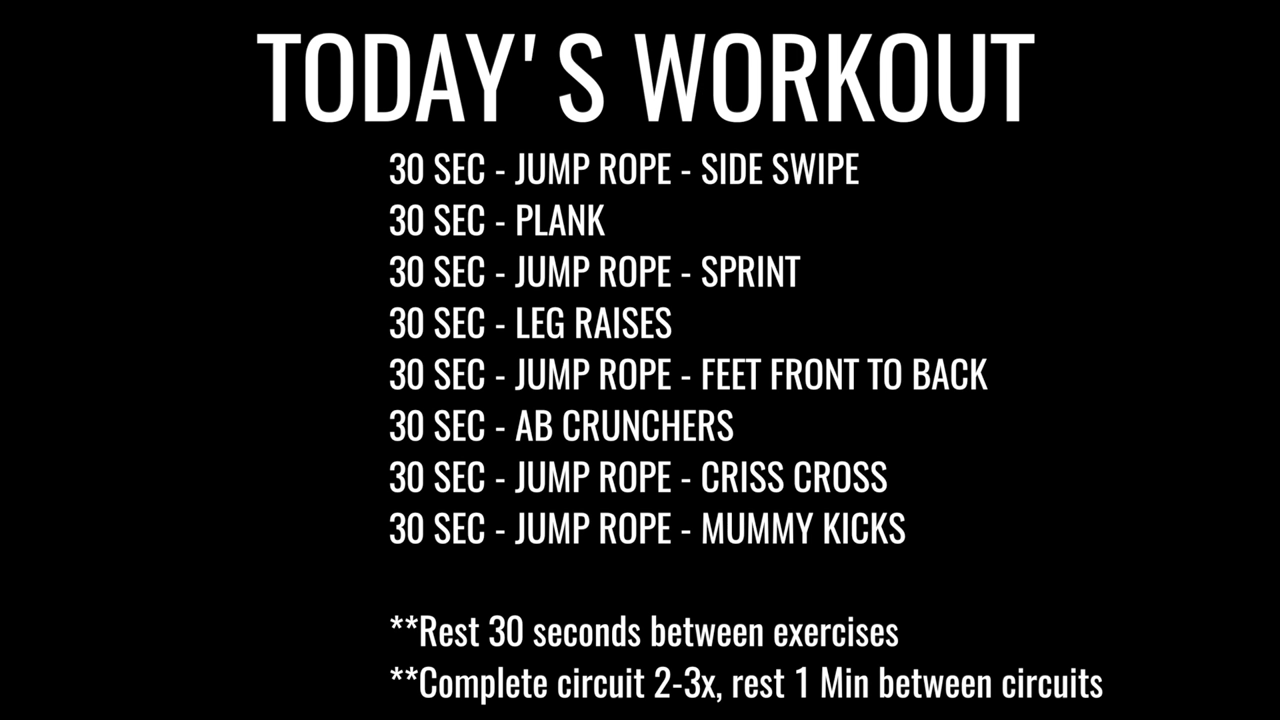 TODAY'S WORKOUT
30 SEC - JUMP ROPE - SIDE SWIPE
30 SEC - PLANK
30 SEC - JUMP ROPE - SPRINT
30 SEC - LEG RAISES
30 SEC - JUMP ROPE - FEET FRONT TO BACK
30 SEC - AB CRUNCHERS
30 SEC - JUMP ROPE - CRISS CROSS
30 SEC - JUMP ROPE - MUMMY KICKS
**Rest 30 seconds between exercises
**Complete circuit 2-3x, rest 1 Min between circuits